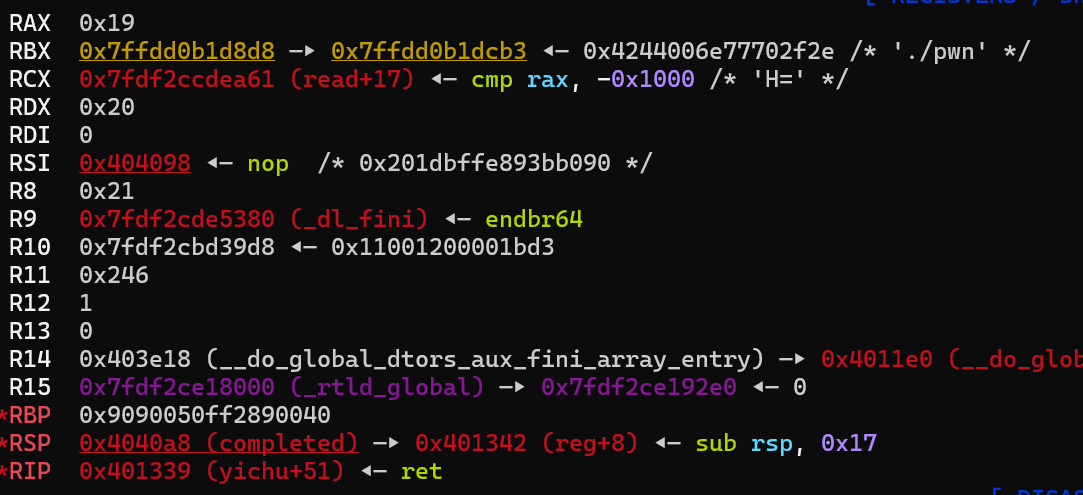 [ REGISTERS /
RAX 0x19
RBX 0x7ffdd0b1d8d8 —▸ 0x7ffdd0b1dcb3 ◂— 0x4244006e77702f2e /* './pwn' */
RCX 0x7fdf2ccdea61 (read+17) ◂— cmp rax, -0x1000 /* 'H=' */
RDX 0x20
RDI 0
RSI 0x404098 ◂— nop /* 0x201dbffe893bb090 */
R8 0x21
R9 0x7fdf2cde5380 (_dl_fini) ◂— endbr64
R10 0x7fdf2cbd39d8 ◂— 0x11001200001bd3
R11 0x246
R12 1
R13 0
R14 0x403e18 (__do_global_dtors_aux_fini_array_entry) —▸ 0x4011e0 (__do_glob
R15 0x7fdf2ce18000 (_rtld_global) —▸ 0x7fdf2ce192e0 ◂— 0
*RBP 0x9090050ff2890040
*RSP 0x4040a8 (completed) —▸ 0x401342 (reg+8) ◂— sub rsp, 0x17
*RIP 0x401339 (yichu+51) ◂— ret